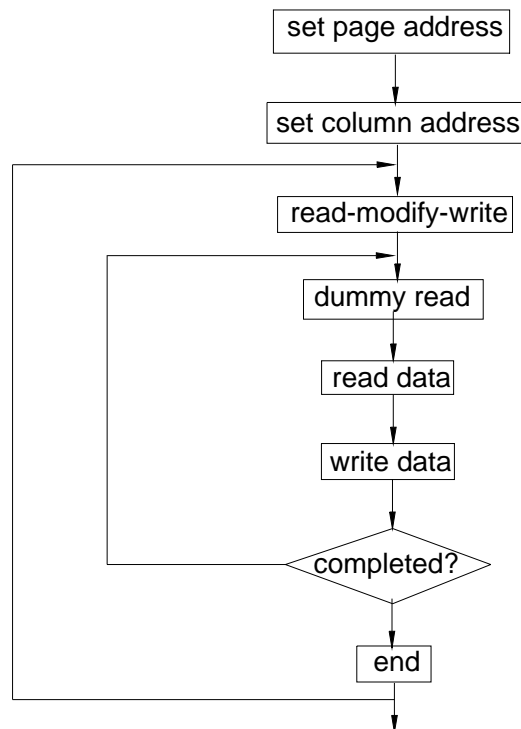 set page address
set column address
read-modify-write
dummy read
read data
write data
completed?
end